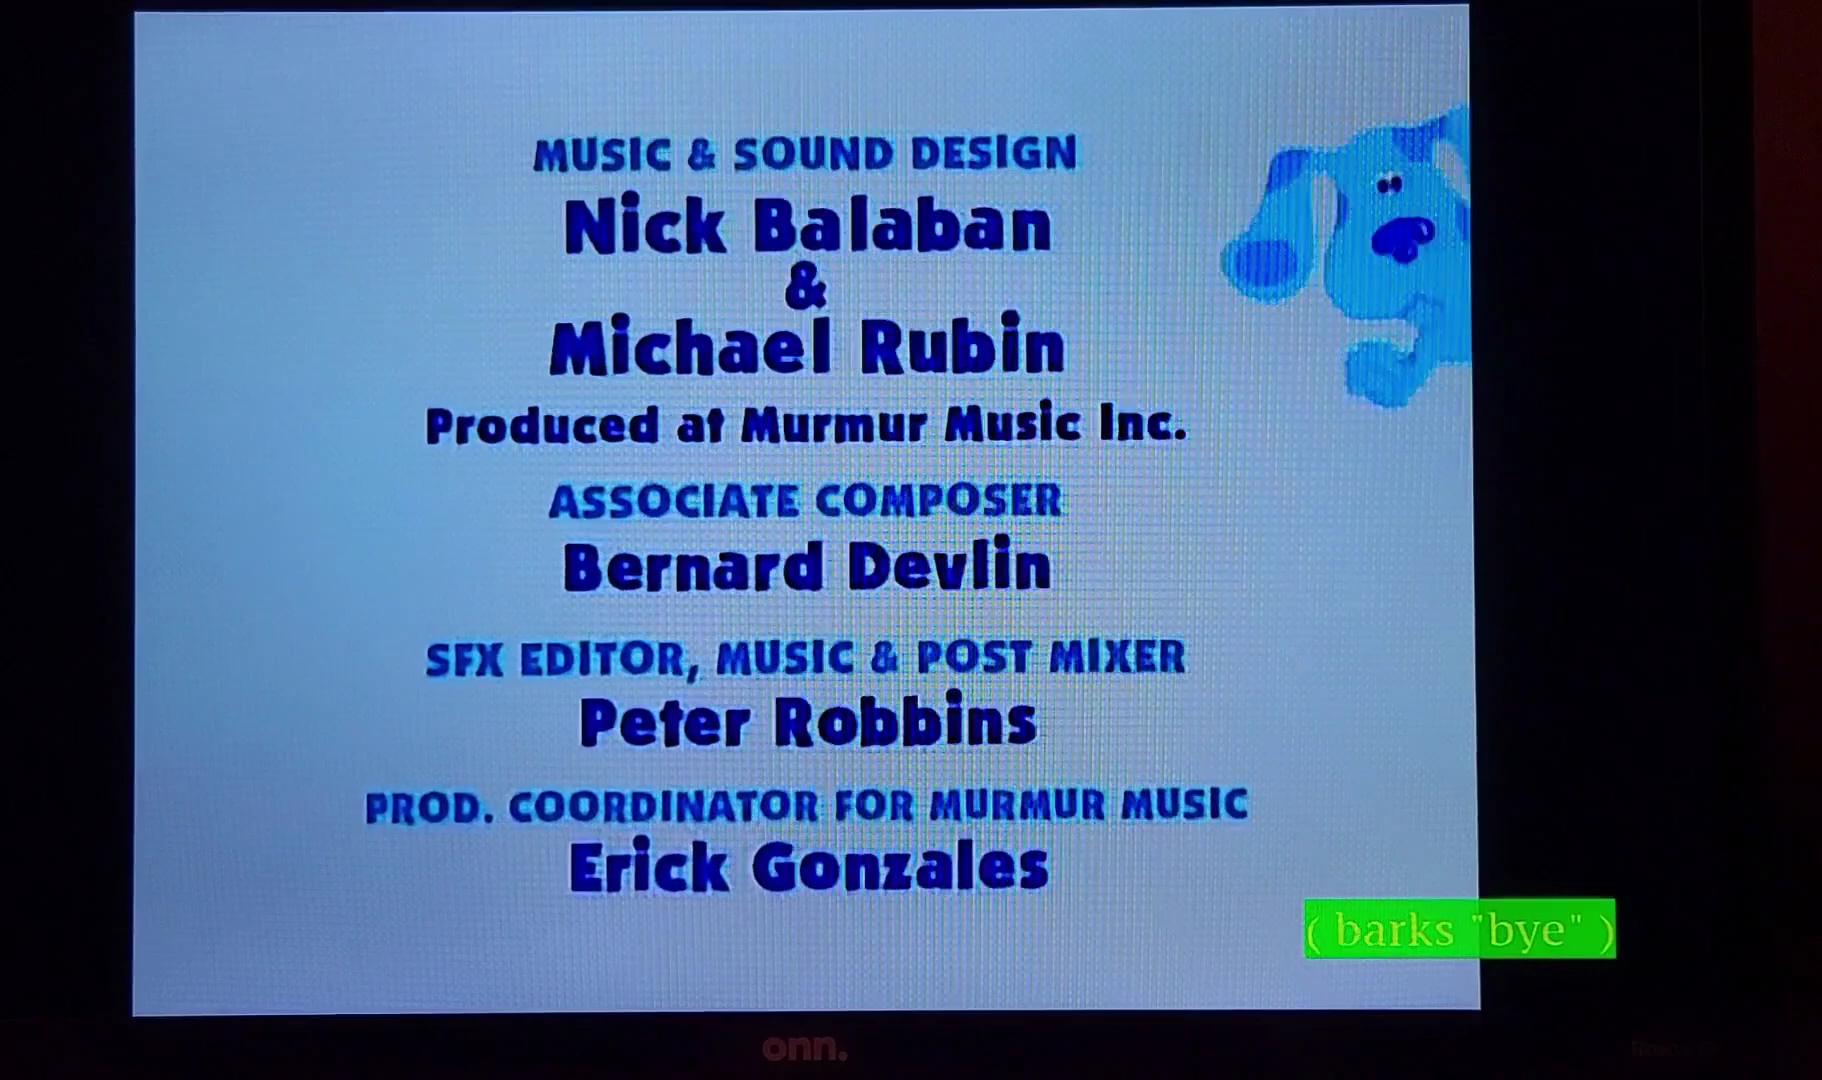 MUSIC & SOUND DESIGN
Nick Balaban
&
Michael Rubin
Produced at Murmur Music Inc.
ASSOCIATE COMPOSER
Bernard Devlin
SFX EDITOR, MUSIC & POST MIXER
Peter Robbins
PROD. COORDINATOR FOR MURMUR MUSIC
Erick Gonzales
( barks "bye" )
onn.